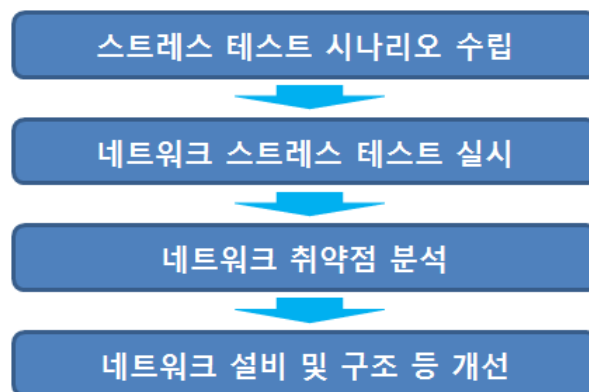 스트레스 테스트 시나리오 수립
네트워크 스트레스 테스트 실시
네트워크 취약점 분석
네트워크 설비 및 구조 등 개선